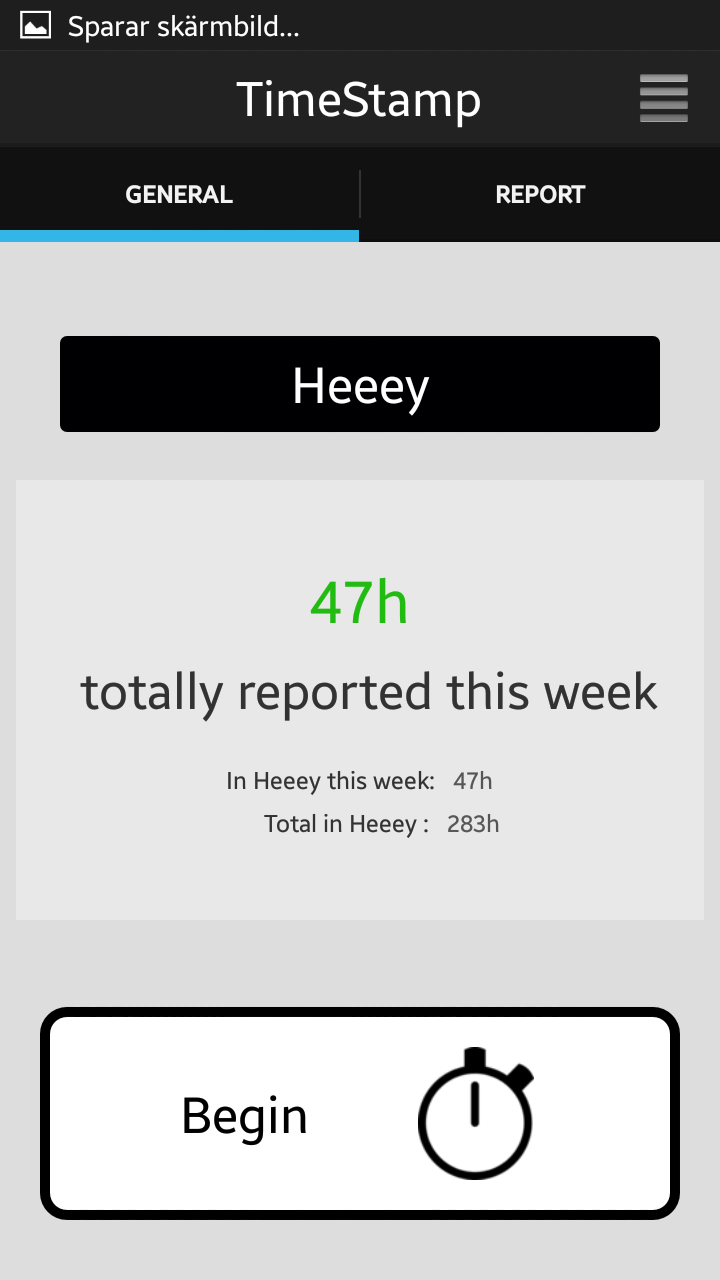 Sparar skärmbild...
TimeStamp
GENERAL
REPORT
Heeey
47h
totally reported this week
In Heeey this week: 47h
Total in Heeey : 283h
Begin